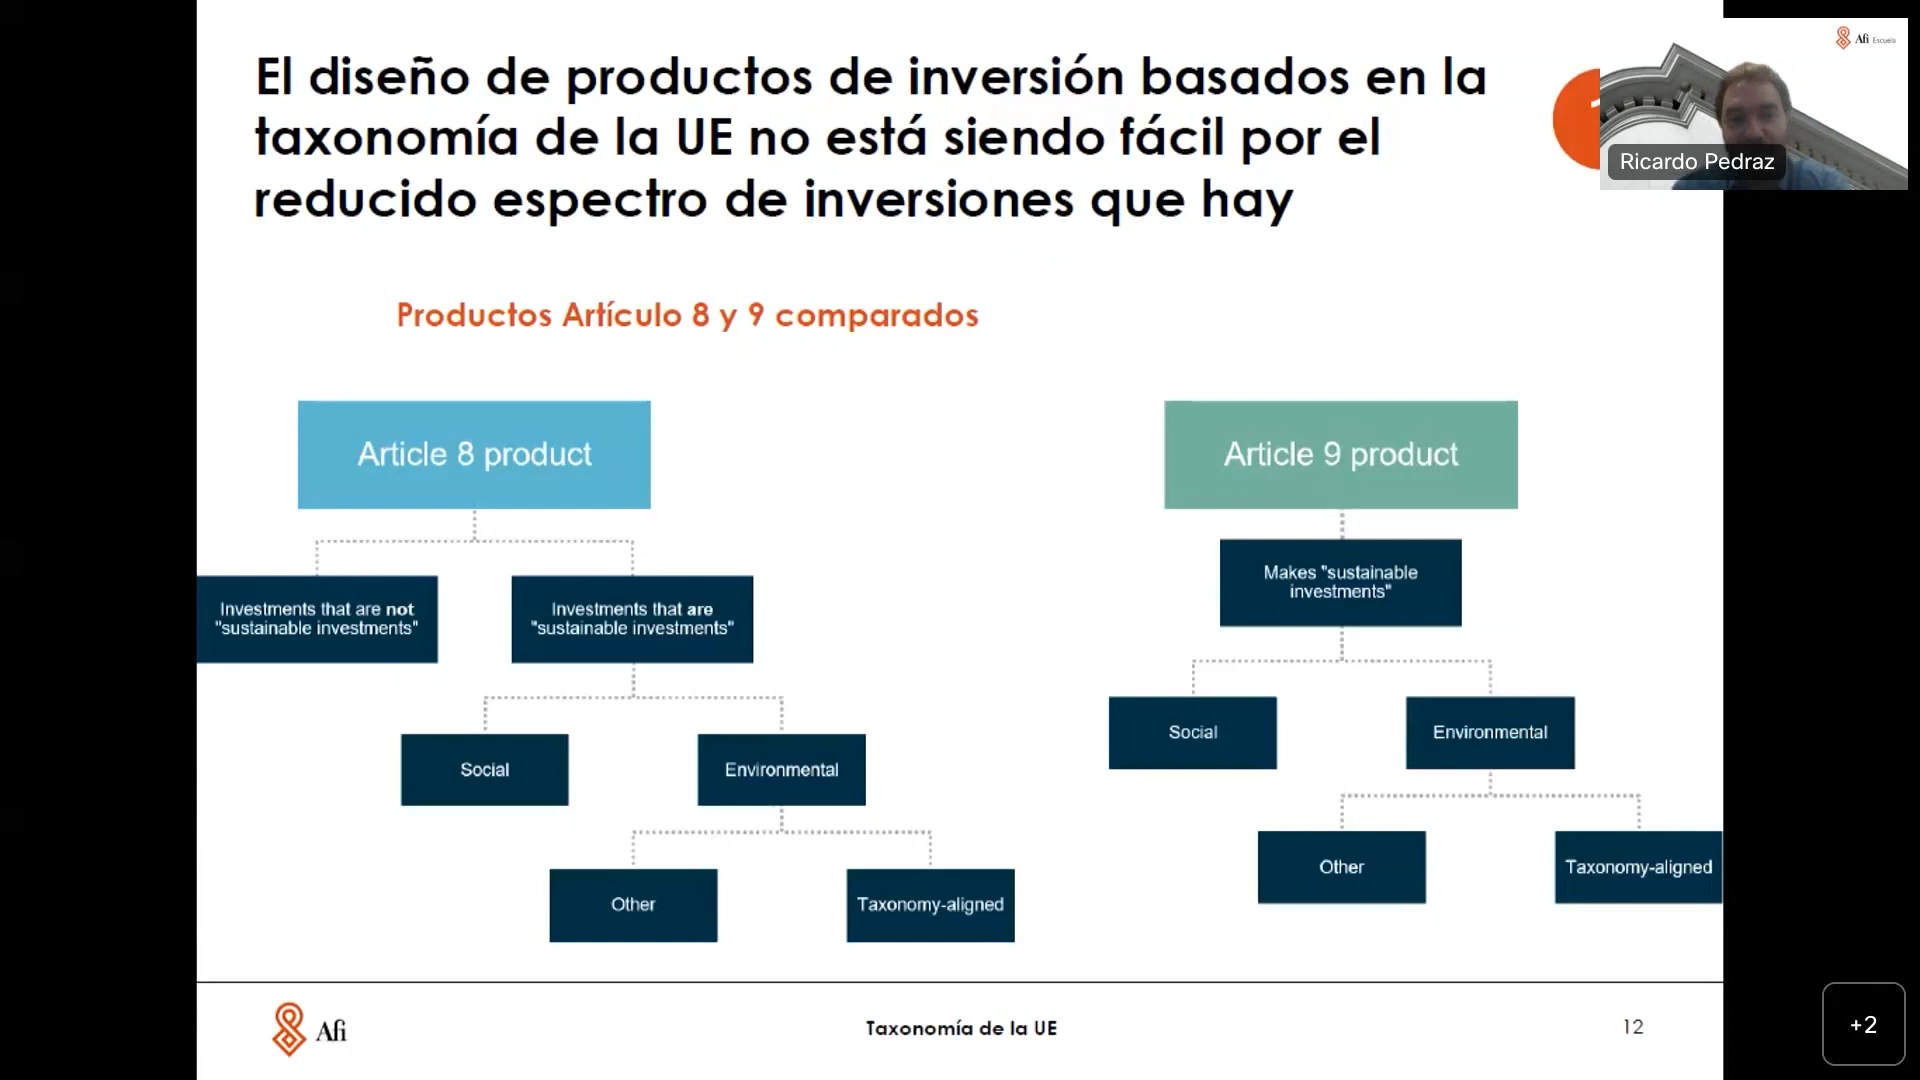 El diseño de productos de inversión basados en la
taxonomía de la UE no está siendo fácil por el
reducido espectro de inversiones que hay
Afi Escuela
Ricardo Pedraz
Productos Artículo 8 y 9 comparados
Article 8 product
Article 9 product
Makes "sustainable
investments"
Investments that are not
"sustainable investments"
Investments that are
"sustainable investments"
Social
Environmental
Social
Environmental
Other
Taxonomy-aligned
Other
Taxonomy-aligned
Afi
Taxonomía de la UE
12
+2